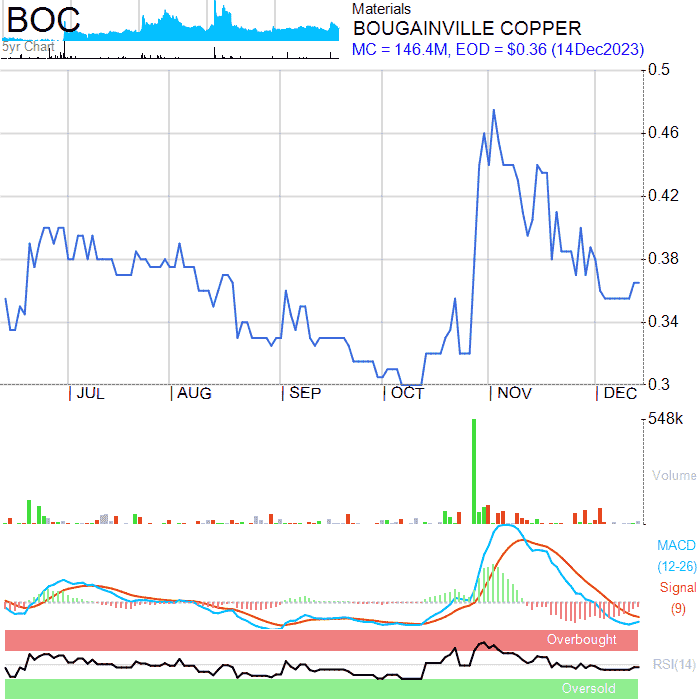 BOC
5yr Chart
Materials
BOUGAINVILLE COPPER
MC = 146.4M, EOD = $0.36 (14Dec2023)
0.5
0.46
0.42
0.38
0.34
0.3
JUL AUG SEP OCT NOV DEC
548k
Volume
MACD
(12-26)
Signal
(9)
Overbought
RSI(14)
Oversold